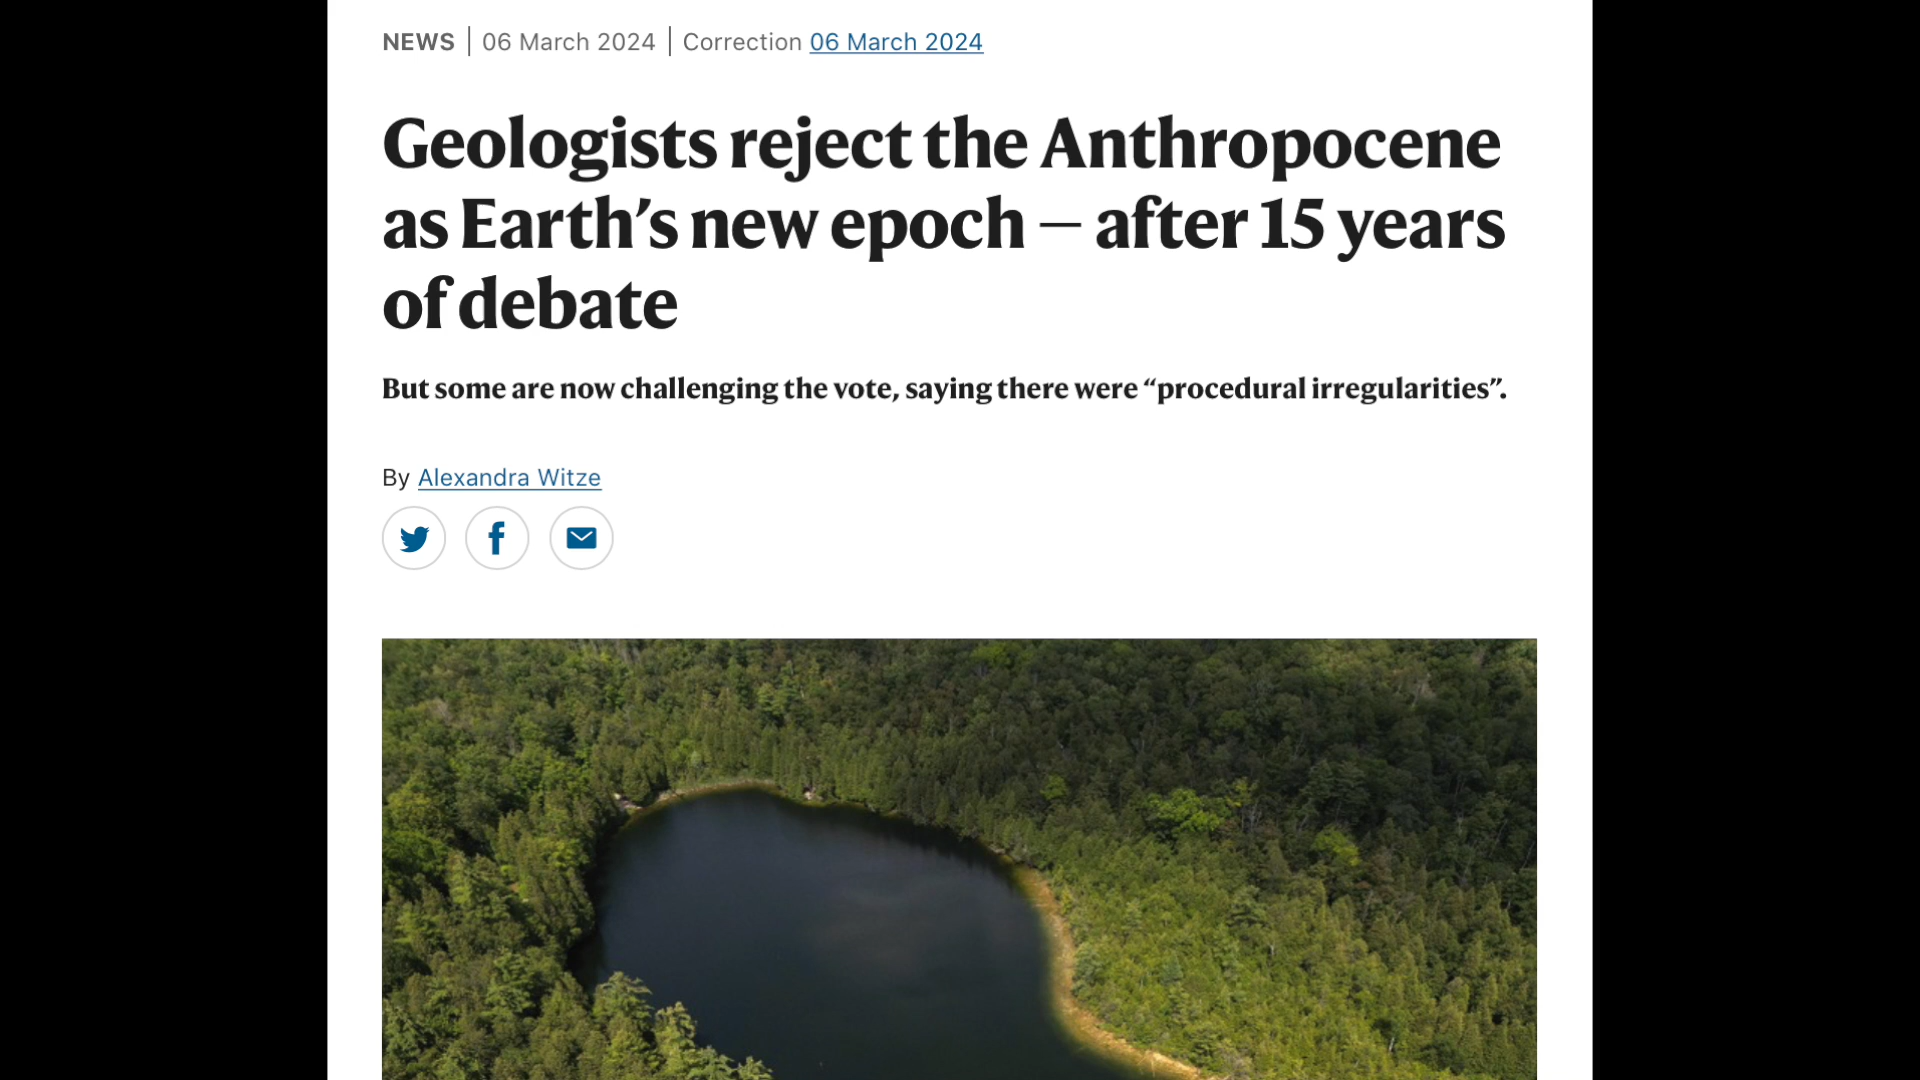 NEWS | 06 March 2024 | Correction 06 March 2024
Geologists reject the Anthropocene
as Earth’s new epoch — after 15 years
of debate
But some are now challenging the vote, saying there were “procedural irregularities”.
By Alexandra Witze